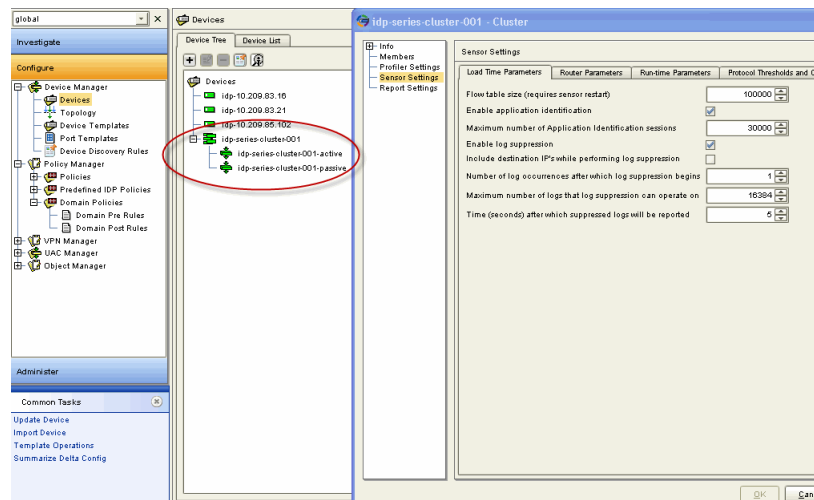 global
Investigate
Configure
Device Manager
Devices
Topology
Device Templates
Port Templates
Device Discovery Rules
Policy Manager
Policies
Predefined IDP Policies
Domain Policies
Domain Pre Rules
Domain Post Rules
VPN Manager
UAC Manager
Object Manager
Administer
Common Tasks
Update Device
Import Device
Template Operations
Summarize Delta Config
Devices
Device Tree
Device List
Devices
idp-10.209.83.16
idp-10.209.83.21
idp-10.209.85.102
idp-series-cluster-001
idp-series-cluster-001-active
idp-series-cluster-001-passive
idp-series-cluster-001 - Cluster
Info
Members
Profiler Settings
Sensor Settings
Report Settings
Sensor Settings
Load Time Parameters
Router Parameters
Run-time Parameters
Protocol Thresholds and C
Flow table size (requires sensor restart) 100000
Enable application identification
Maximum number of Application Identification sessions 30000
Enable log suppression
Include destination IP's while performing log suppression
Number of log occurrences after which log suppression begins 1
Maximum number of logs that log suppression can operate on 16384
Time (seconds) after which suppressed logs will be reported 5
OK
Can